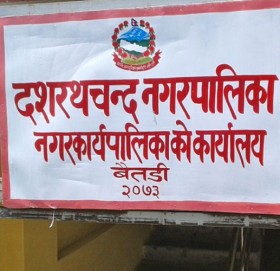 दशरथचन्द नगरपालिका
नगरकार्यपालिकाको कार्यालय
बैतडी
२०७३